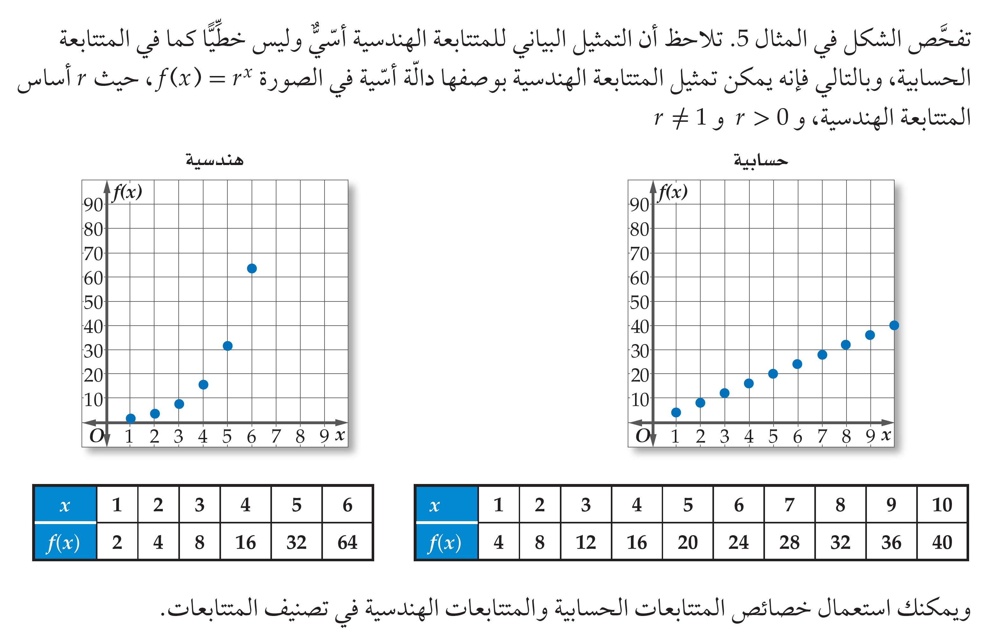 تفحَّص الشكل في المثال 5. تلاحظ أن التمثيل البياني للمتتابعة الهندسية أسّيٌّ وليس خطِّيًّا كما في المتتابعة
الحسابية، وبالتالي فإنه يمكن تمثيل المتتابعة الهندسية بوصفها دالّة أسّية في الصورة f(x) = r^x، حيث r أساس
المتتابعة الهندسية، و r > 0 و r ≠ 1
حسابية
f(x)
90
80
70
60
50
40
30
20
10
O 1 2 3 4 5 6 7 8 9 x
هندسية
f(x)
90
80
70
60
50
40
30
20
10
O 1 2 3 4 5 6 7 8 9 x
x 1 2 3 4 5 6 7 8 9 10
f(x) 4 8 12 16 20 24 28 32 36 40
x 1 2 3 4 5 6
f(x) 2 4 8 16 32 64
ويمكنك استعمال خصائص المتتابعات الحسابية والمتتابعات الهندسية في تصنيف المتتابعات.